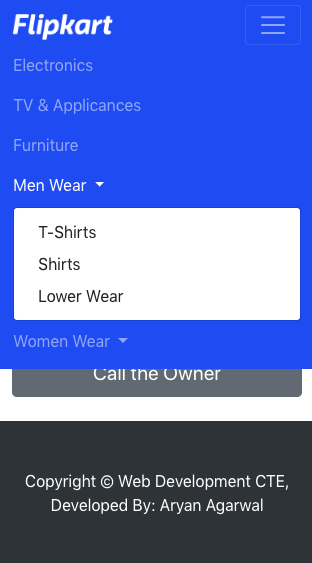 Flipkart
Electronics
TV & Applicances
Furniture
Men Wear
T-Shirts
Shirts
Lower Wear
Women Wear
Call the Owner
Copyright © Web Development CTE,
Developed By: Aryan Agarwal